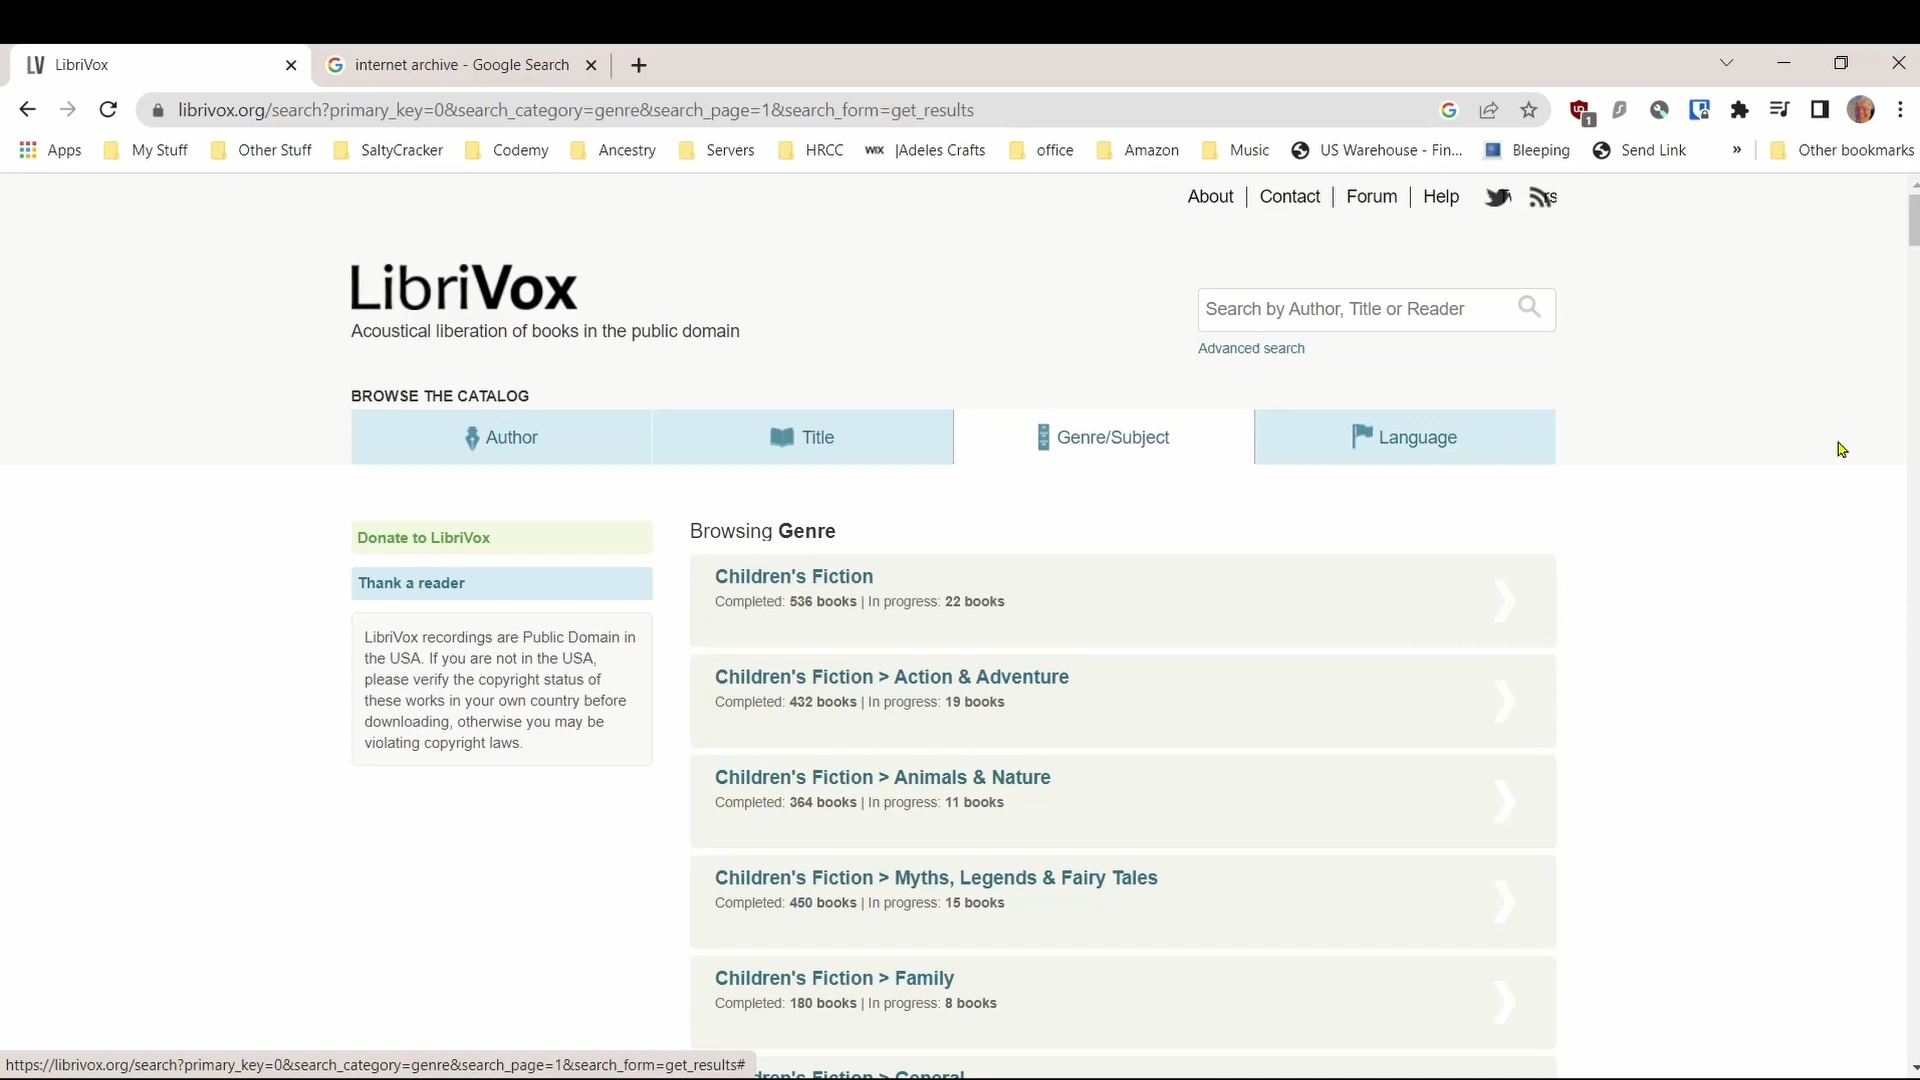 LV LibriVox
internet archive - Google Search
librivox.org/search?primary_key=0&search_category=genre&search_page=1&search_form=get_results
1
Apps My Stuff Other Stuff SaltyCracker Codemy Ancestry Servers HRCC WIX |Adeles Crafts office Amazon Music US Warehouse - Fin... Bleeping Send Link » Other bookmarks
About | Contact | Forum | Help
LibriVox
Acoustical liberation of books in the public domain
Search by Author, Title or Reader
Advanced search
BROWSE THE CATALOG
Author Title Genre/Subject Language
Donate to LibriVox
Thank a reader
LibriVox recordings are Public Domain in
the USA. If you are not in the USA,
please verify the copyright status of
these works in your own country before
downloading, otherwise you may be
violating copyright laws.
Browsing Genre
Children's Fiction
Completed: 536 books | In progress: 22 books
Children's Fiction > Action & Adventure
Completed: 432 books | In progress: 19 books
Children's Fiction > Animals & Nature
Completed: 364 books | In progress: 11 books
Children's Fiction > Myths, Legends & Fairy Tales
Completed: 450 books | In progress: 15 books
Children's Fiction > Family
Completed: 180 books | In progress: 8 books
Fiction > General
https://librivox.org/search?primary_key=0&search_category=genre&search_page=1&search_form=get_results#